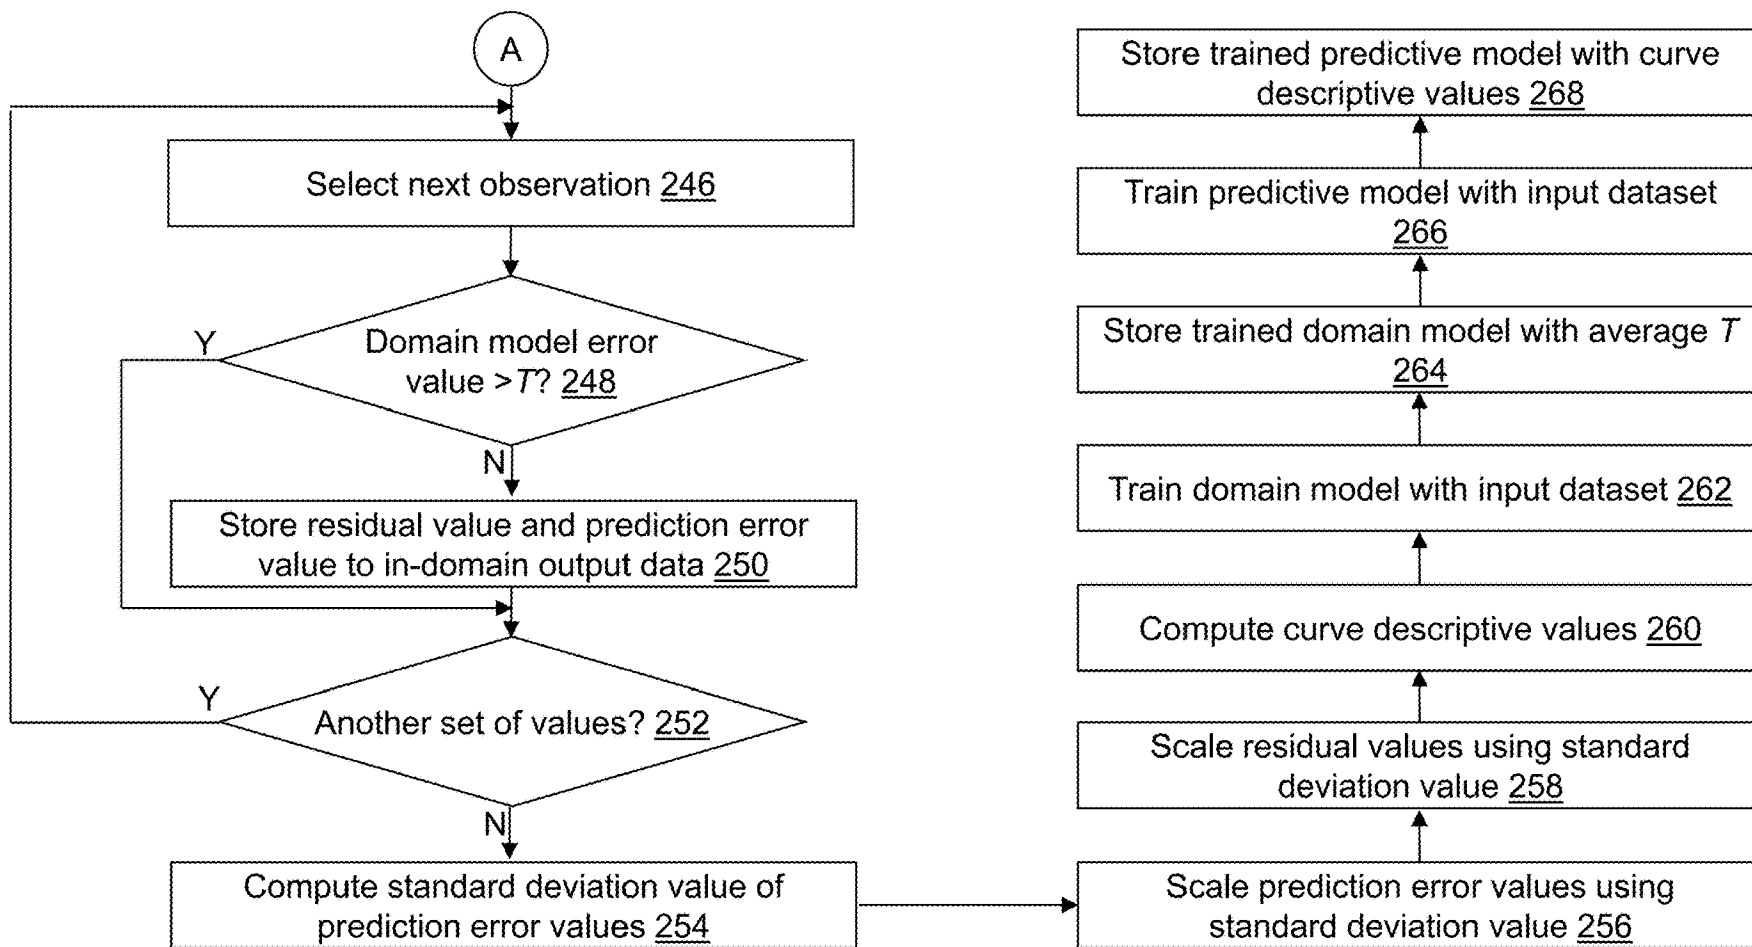 A
Select next observation 246
Y
Domain model error
value >T? 248
N
Store residual value and prediction error
value to in-domain output data 250
Y
Another set of values? 252
N
Compute standard deviation value of
prediction error values 254
Scale prediction error values using
standard deviation value 256
Scale residual values using standard
deviation value 258
Compute curve descriptive values 260
Train domain model with input dataset 262
Store trained domain model with average T
264
Train predictive model with input dataset
266
Store trained predictive model with curve
descriptive values 268